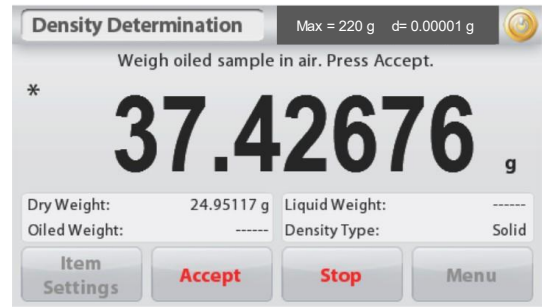 Density Determination Max = 220 g d= 0.00001 g
Weigh oiled sample in air. Press Accept.
* 37.42676 g
Dry Weight: 24.95117 g Liquid Weight: ------
Oiled Weight: ------ Density Type: Solid
Item Settings Accept Stop Menu